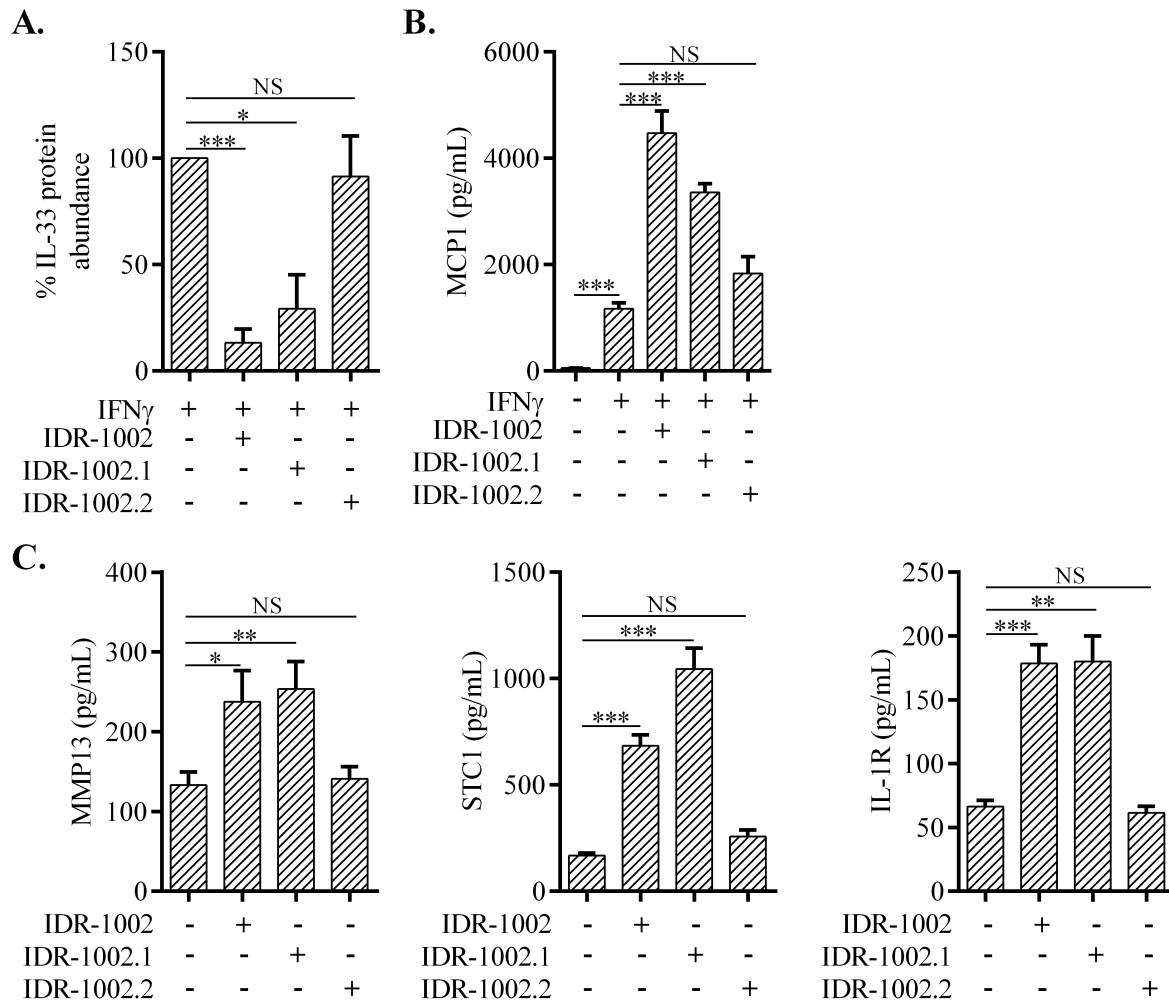 A.
150
100
50
0
% IL-33 protein
abundance
NS
*
***
IFNγ + + + +
IDR-1002 - + - -
IDR-1002.1 - - + -
IDR-1002.2 - - - +
B.
6000
4000
2000
0
MCP1 (pg/mL)
NS
***
***
***
IFNγ - + + + +
IDR-1002 - - + - -
IDR-1002.1 - - - + -
IDR-1002.2 - - - - +
C.
400
300
200
100
0
MMP13 (pg/mL)
NS
**
*
IDR-1002 - + - -
IDR-1002.1 - - + -
IDR-1002.2 - - - +
1500
1000
500
0
STC1 (pg/mL)
NS
***
***
IDR-1002 - + - -
IDR-1002.1 - - + -
IDR-1002.2 - - - +
250
200
150
100
50
0
IL-1R (pg/mL)
NS
**
***
IDR-1002 - + - -
IDR-1002.1 - - + -
IDR-1002.2 - - - +